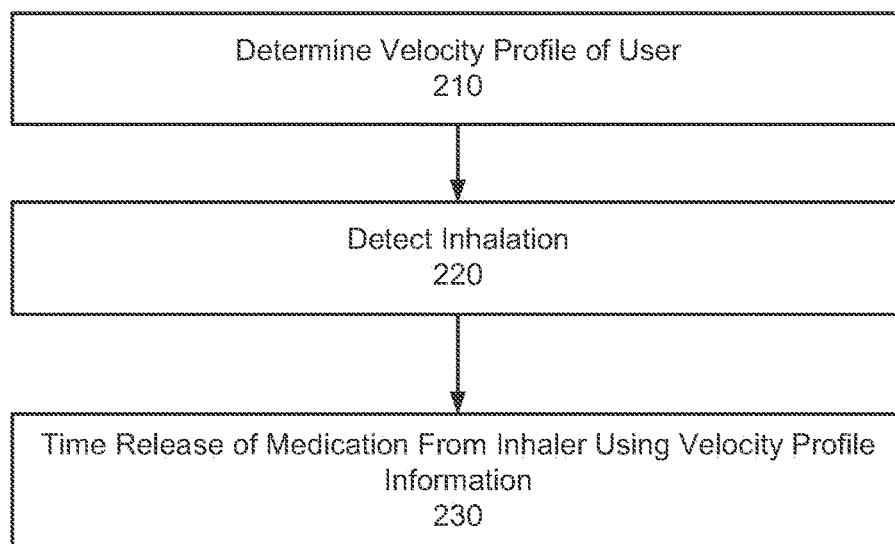 Determine Velocity Profile of User
210
Detect Inhalation
220
Time Release of Medication From Inhaler Using Velocity Profile
Information
230